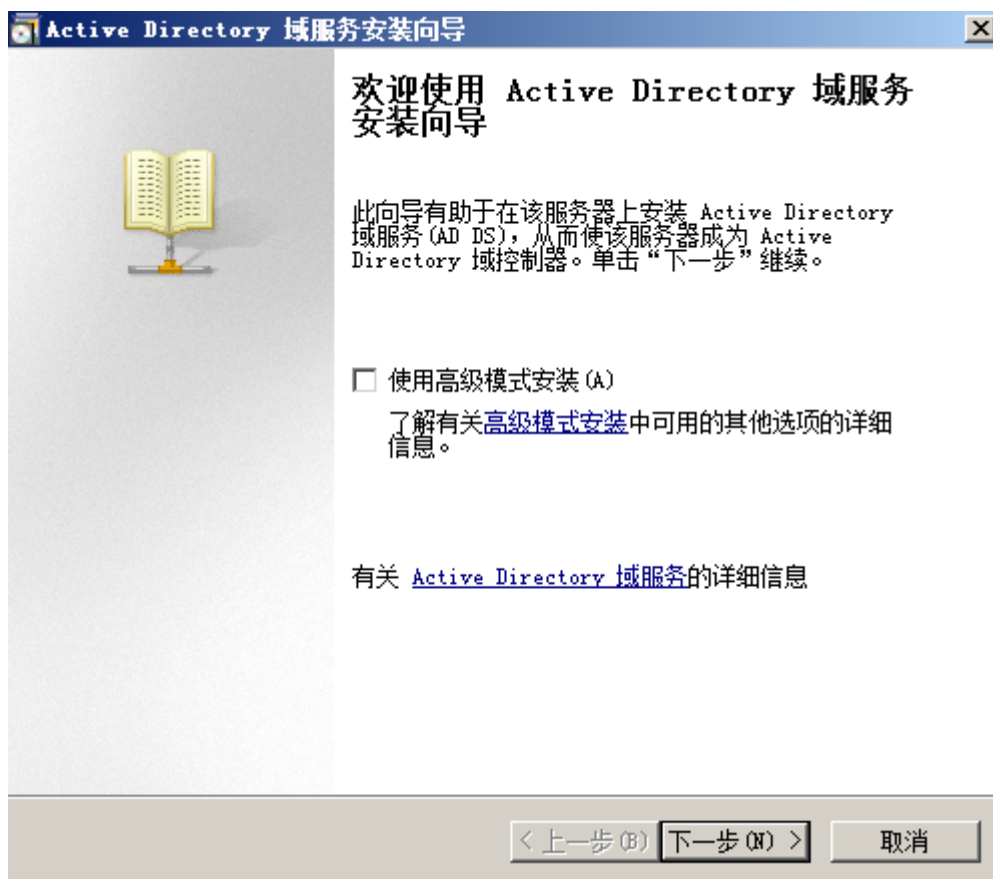 Active Directory 域服务安装向导
欢迎使用 Active Directory 域服务
安装向导
此向导有助于在该服务器上安装 Active Directory
域服务(AD DS)，从而使该服务器成为 Active
Directory 域控制器。单击“下一步”继续。
使用高级模式安装(A)
了解有关高级模式安装中可用的其他选项的详细
信息。
有关 Active Directory 域服务的详细信息
< 上一步(B) 下一步(N) > 取消